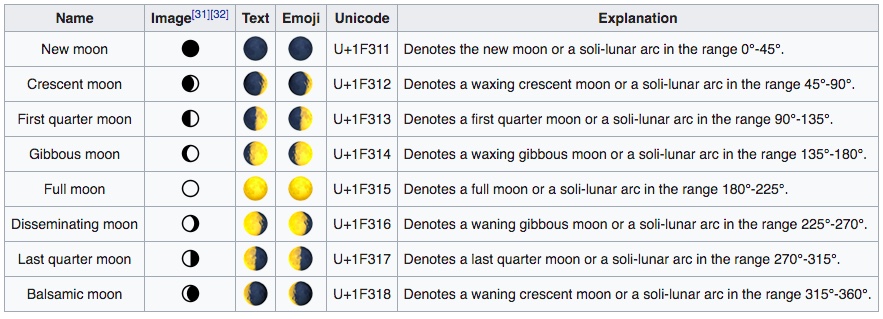 Name Image[31][32] Text Emoji Unicode Explanation
New moon U+1F311 Denotes the new moon or a soli-lunar arc in the range 0°-45°.
Crescent moon U+1F312 Denotes a waxing crescent moon or a soli-lunar arc in the range 45°-90°.
First quarter moon U+1F313 Denotes a first quarter moon or a soli-lunar arc in the range 90°-135°.
Gibbous moon U+1F314 Denotes a waxing gibbous moon or a soli-lunar arc in the range 135°-180°.
Full moon U+1F315 Denotes a full moon or a soli-lunar arc in the range 180°-225°.
Disseminating moon U+1F316 Denotes a waning gibbous moon or a soli-lunar arc in the range 225°-270°.
Last quarter moon U+1F317 Denotes a last quarter moon or a soli-lunar arc in the range 270°-315°.
Balsamic moon U+1F318 Denotes a waning crescent moon or a soli-lunar arc in the range 315°-360°.